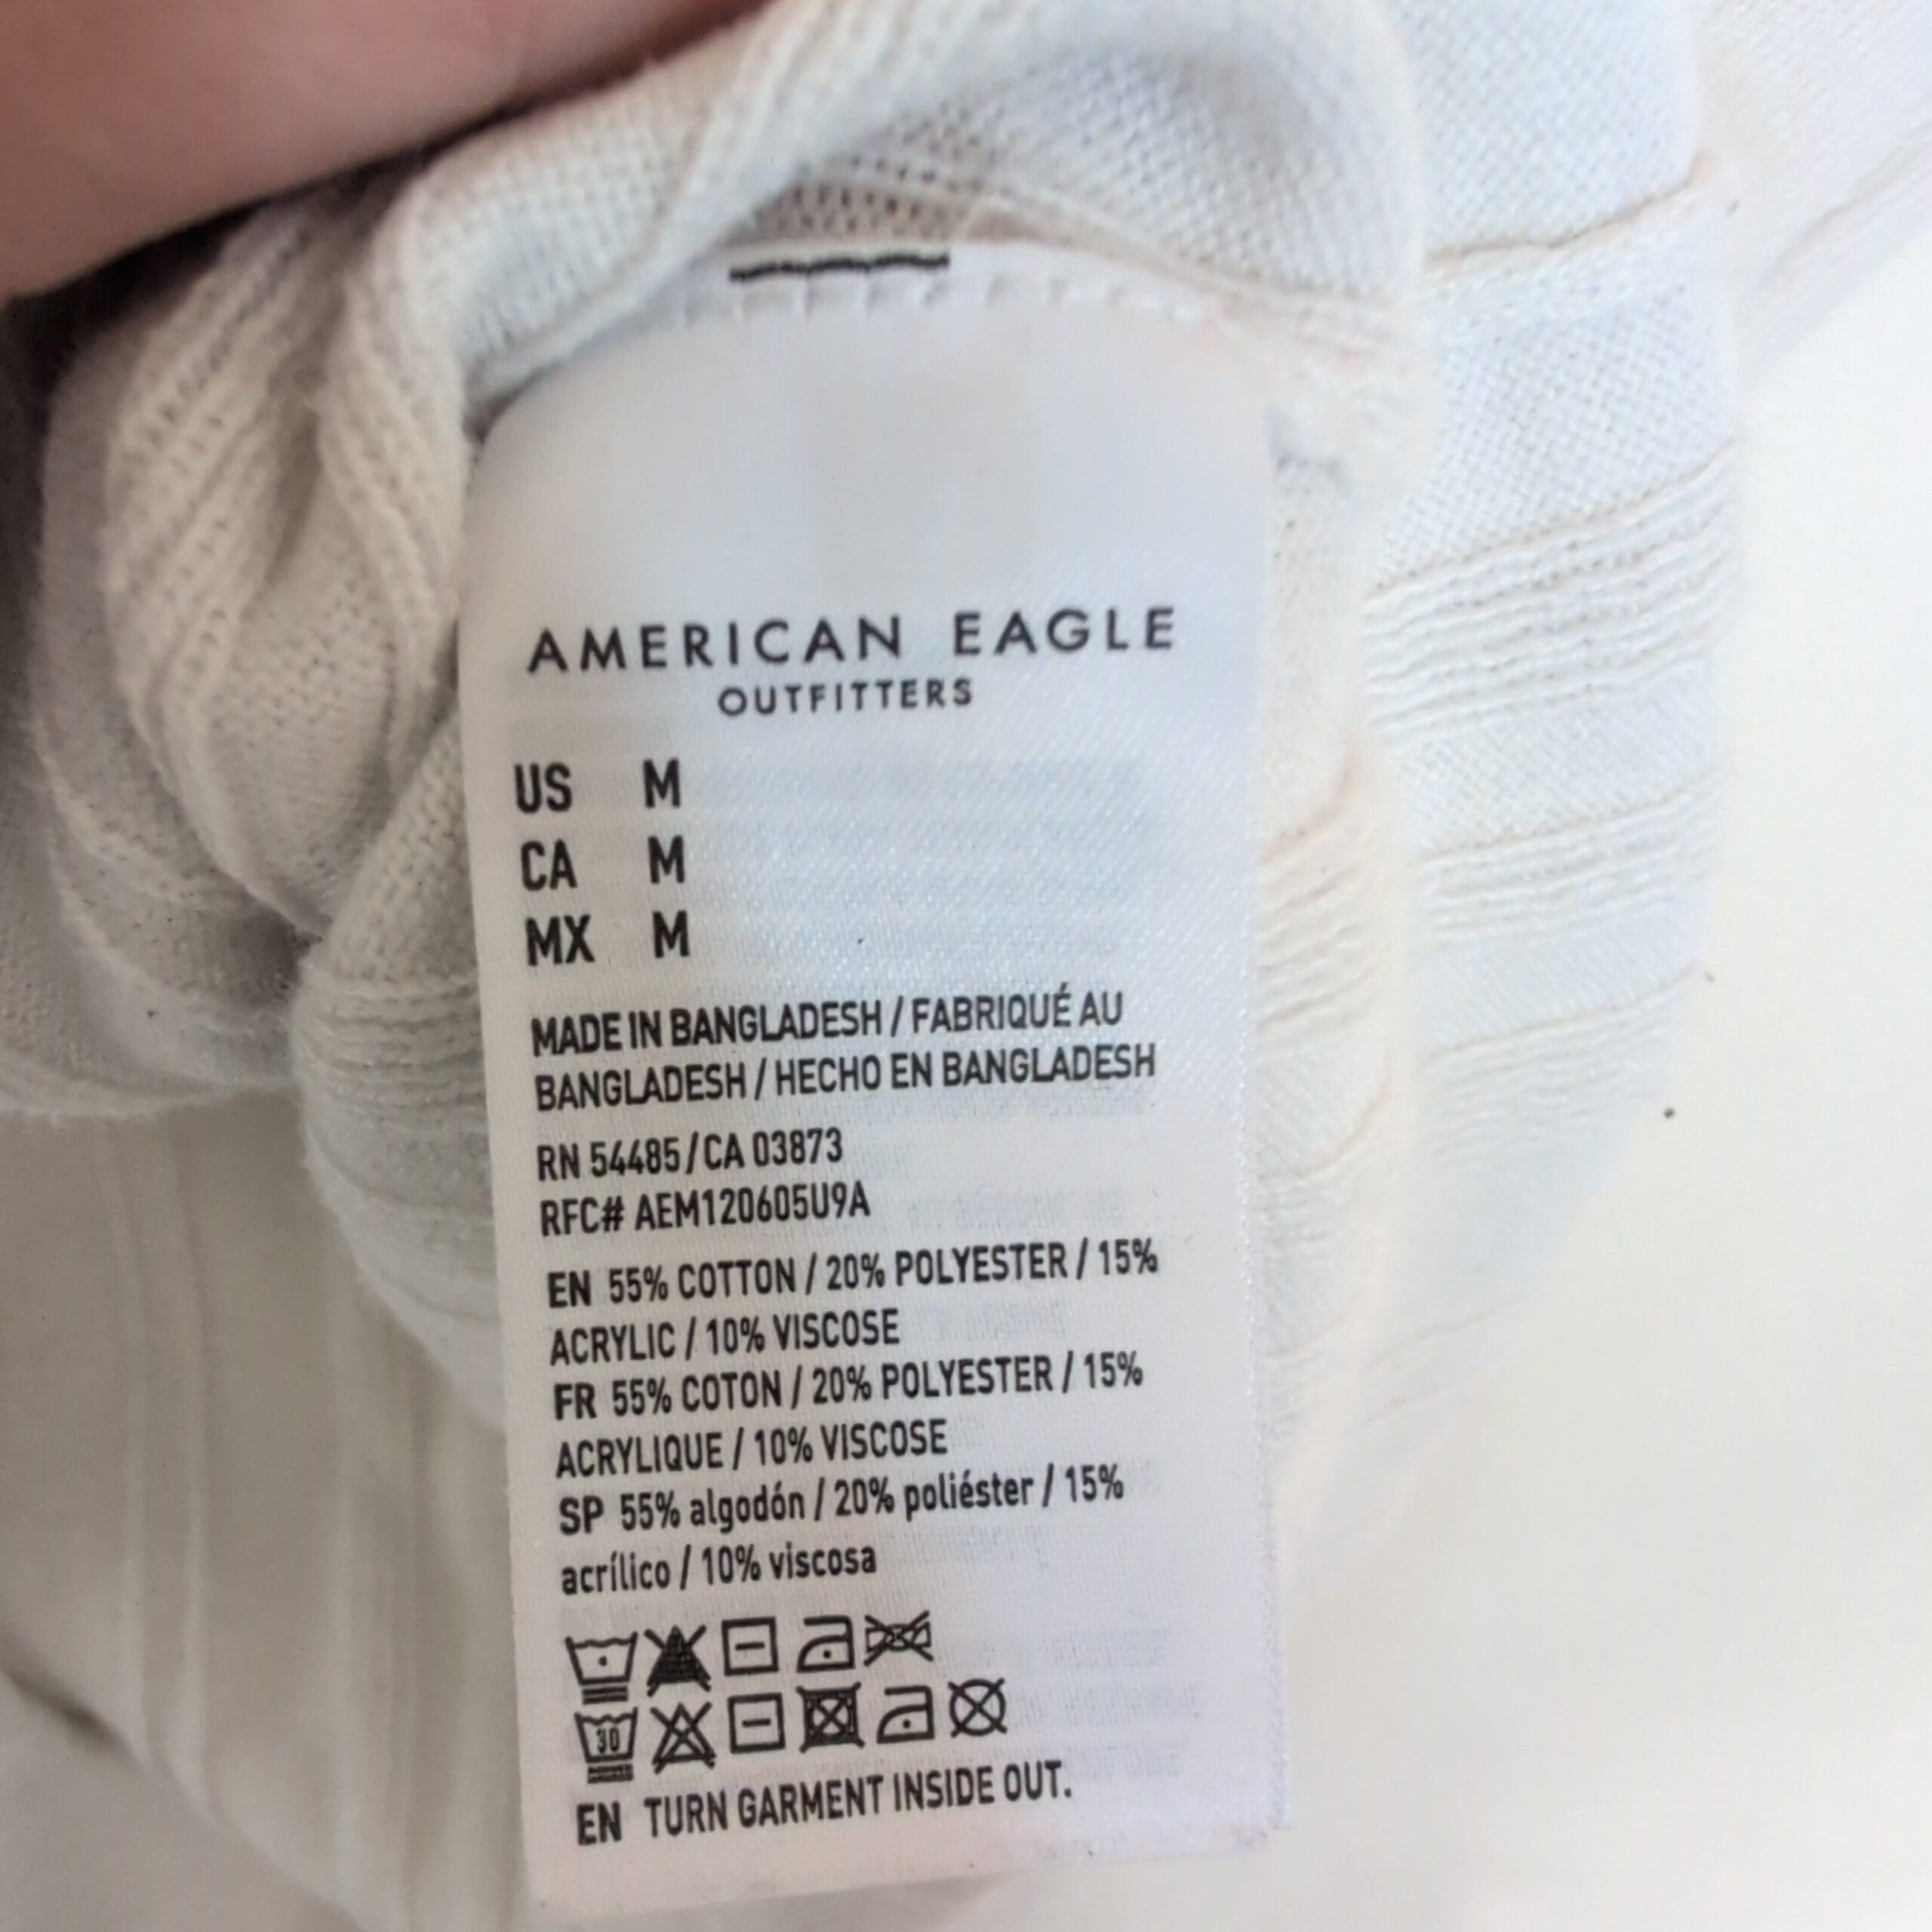 AMERICAN EAGLE
OUTFITTERS
US M
CA M
MX M
MADE IN BANGLADESH / FABRIQUÉ AU
BANGLADESH / HECHO EN BANGLADESH
RN 54485 / CA 03873
RFC# AEM120605U9A
EN 55% COTTON / 20% POLYESTER / 15%
ACRYLIC / 10% VISCOSE
FR 55% COTON / 20% POLYESTER / 15%
ACRYLIQUE / 10% VISCOSE
SP 55% algodón / 20% poliéster / 15%
acrílico / 10% viscosa
30
EN TURN GARMENT INSIDE OUT.